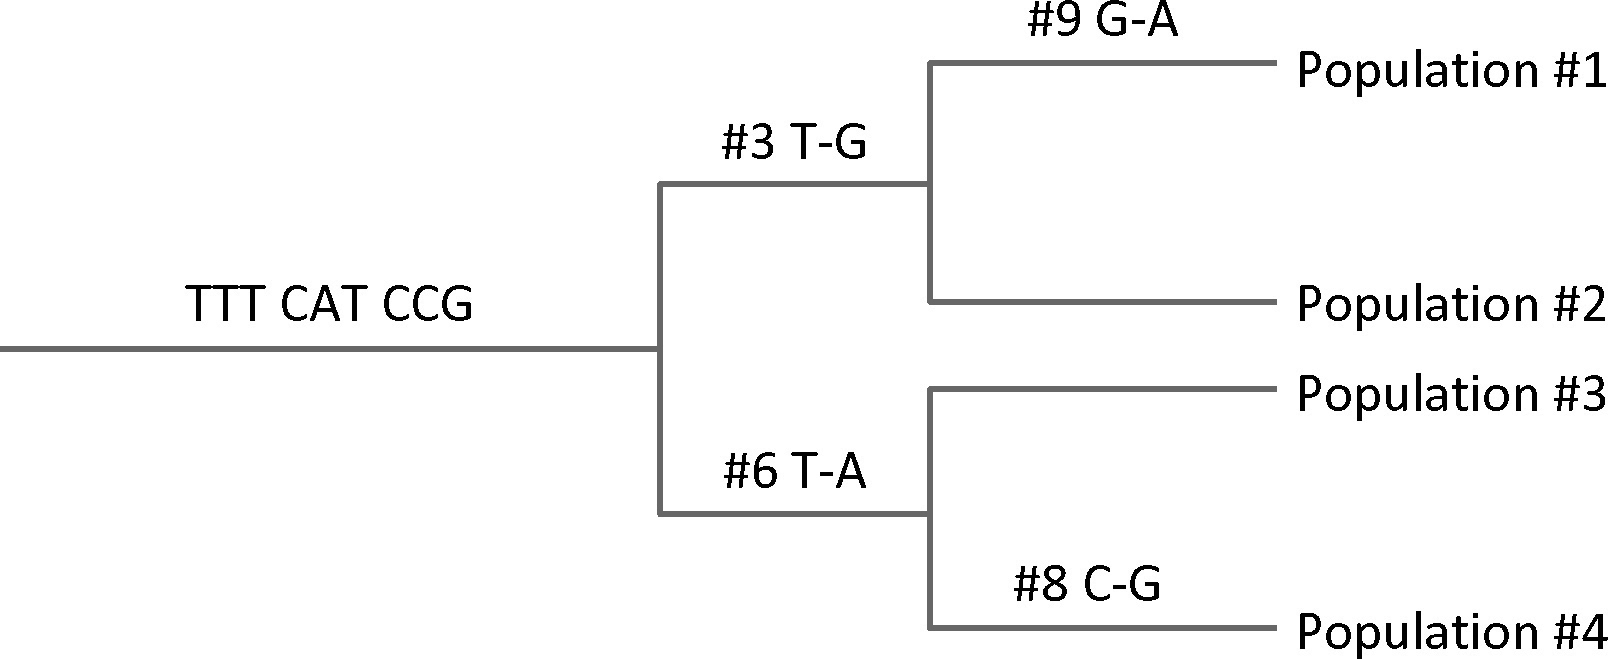 #9 G-A
Population #1
#3 T-G
TTT CAT CCG
Population #2
Population #3
#6 T-A
#8 C-G
Population #4